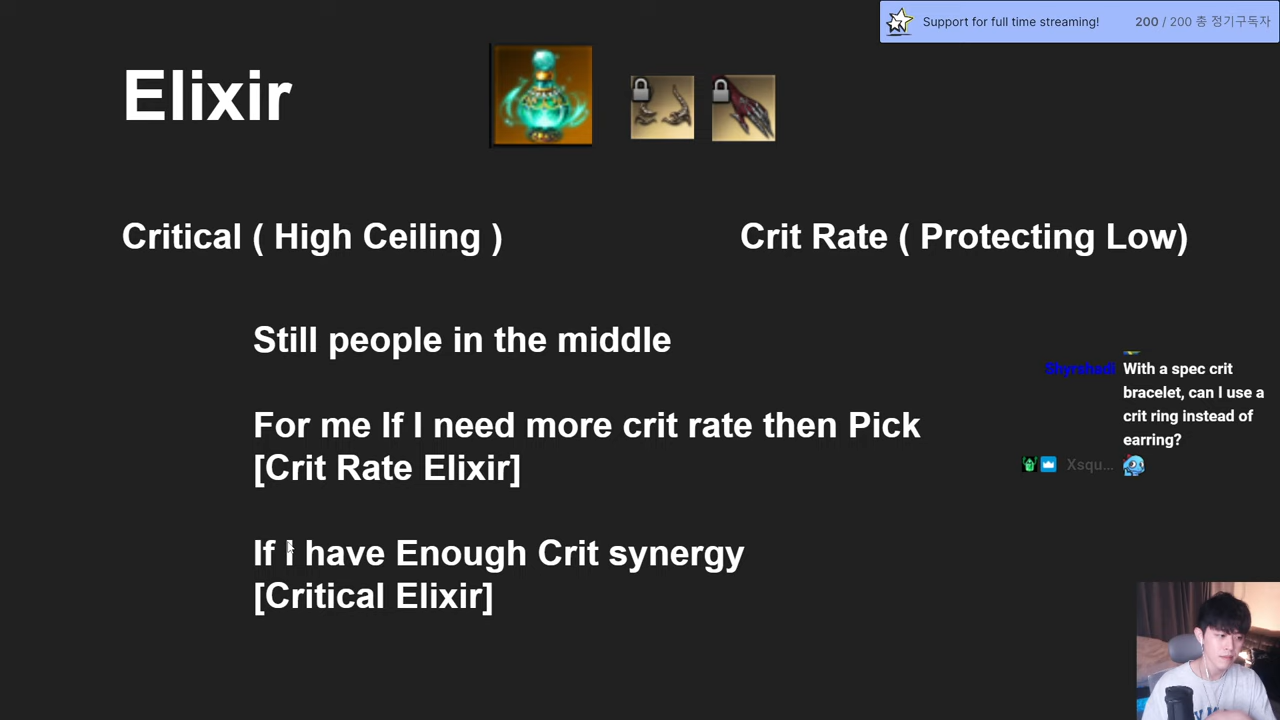 Support for full time streaming! 200 / 200 총 정기구독자
Elixir
Critical ( High Ceiling )
Crit Rate ( Protecting Low)
Still people in the middle
For me If I need more crit rate then Pick
[Crit Rate Elixir]
If I have Enough Crit synergy
[Critical Elixir]
Shyrshadi With a spec crit
bracelet, can I use a
crit ring instead of
earring?
Xsqu...